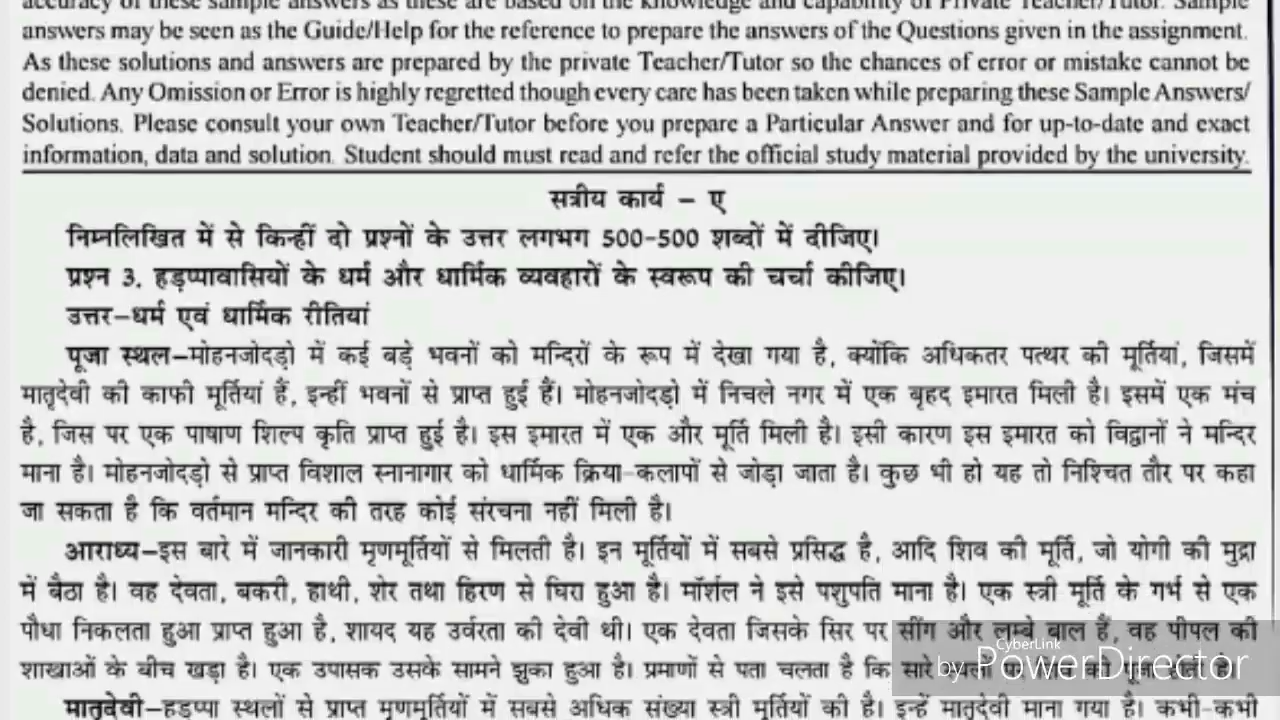 accuracy of these sample answers as these are based on the knowledge and capability of Private Teacher/Tutor. Sample
answers may be seen as the Guide/Help for the reference to prepare the answers of the Questions given in the assignment.
As these solutions and answers are prepared by the private Teacher/Tutor so the chances of error or mistake cannot be
denied. Any Omission or Error is highly regretted though every care has been taken while preparing these Sample Answers/
Solutions. Please consult your own Teacher/Tutor before you prepare a Particular Answer and for up-to-date and exact
information, data and solution. Student should must read and refer the official study material provided by the university.
सत्रीय कार्य – ए
निम्नलिखित में से किन्हीं दो प्रश्नों के उत्तर लगभग 500-500 शब्दों में दीजिए।
प्रश्न 3. हड़प्पावासियों के धर्म और धार्मिक व्यवहारों के स्वरूप की चर्चा कीजिए।
उत्तर–धर्म एवं धार्मिक रीतियां
पूजा स्थल–मोहनजोदड़ो में कई बड़े भवनों को मन्दिरों के रूप में देखा गया है, क्योंकि अधिकतर पत्थर की मूर्तियां, जिसमें
मातृदेवी की काफी मूर्तियां हैं, इन्हीं भवनों से प्राप्त हुई हैं। मोहनजोदड़ो में निचले नगर में एक बृहद इमारत मिली है। इसमें एक मंच
है, जिस पर एक पाषाण शिल्प कृति प्राप्त हुई है। इस इमारत में एक और मूर्ति मिली है। इसी कारण इस इमारत को विद्वानों ने मन्दिर
माना है। मोहनजोदड़ो से प्राप्त विशाल स्नानागार को धार्मिक क्रिया-कलापों से जोड़ा जाता है। कुछ भी हो यह तो निश्चित तौर पर कहा
जा सकता है कि वर्तमान मन्दिर की तरह कोई संरचना नहीं मिली है।
आराध्य–इस बारे में जानकारी मृणमूर्तियों से मिलती है। इन मूर्तियों में सबसे प्रसिद्ध है, आदि शिव की मूर्ति, जो योगी की मुद्रा
में बैठा है। वह देवता, बकरी, हाथी, शेर तथा हिरण से घिरा हुआ है। मॉर्शल ने इसे पशुपति माना है। एक स्त्री मूर्ति के गर्भ से एक
पौधा निकलता हुआ प्राप्त हुआ है, शायद यह उर्वरता की देवी थी। एक देवता जिसके सिर पर सींग और लम्बे बाल हैं, वह पीपल की
शाखाओं के बीच खड़ा है। एक उपासक उसके सामने झुका हुआ है। प्रमाणों से पता चलता है कि सारे
by CyberLink PowerDirector
मातृदेवी–हड़प्पा स्थलों से प्राप्त मृणमूर्तियों में सबसे अधिक संख्या स्त्री मूर्तियों की है। इन्हें मातृदेवी माना गया है। कभी-कभी